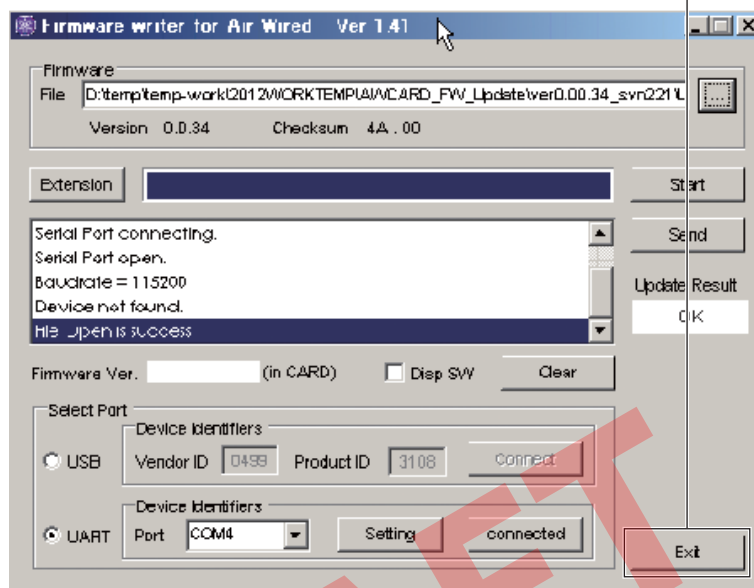 Firmware writer for Air Wired Ver 1.41
Firmware
File D:\temp\temp-work\2012\WORKTEMP\AWCARD_FW_Update\ver0.00.34_svn221\L ...
Version 0.0.34 Checksum 4A . 00
Extension Start
Serial Port connecting.
Serial Port open.
Baudrate = 115200
Device not found.
File Open is success
Send
Update Result
OK
Firmware Ver. (in CARD) Disp SW Clear
Select Port
Device Identifiers
USB Vendor ID 0499 Product ID 3108 Connect
Device Identifiers
UART Port COM4 Setting connected
Exit